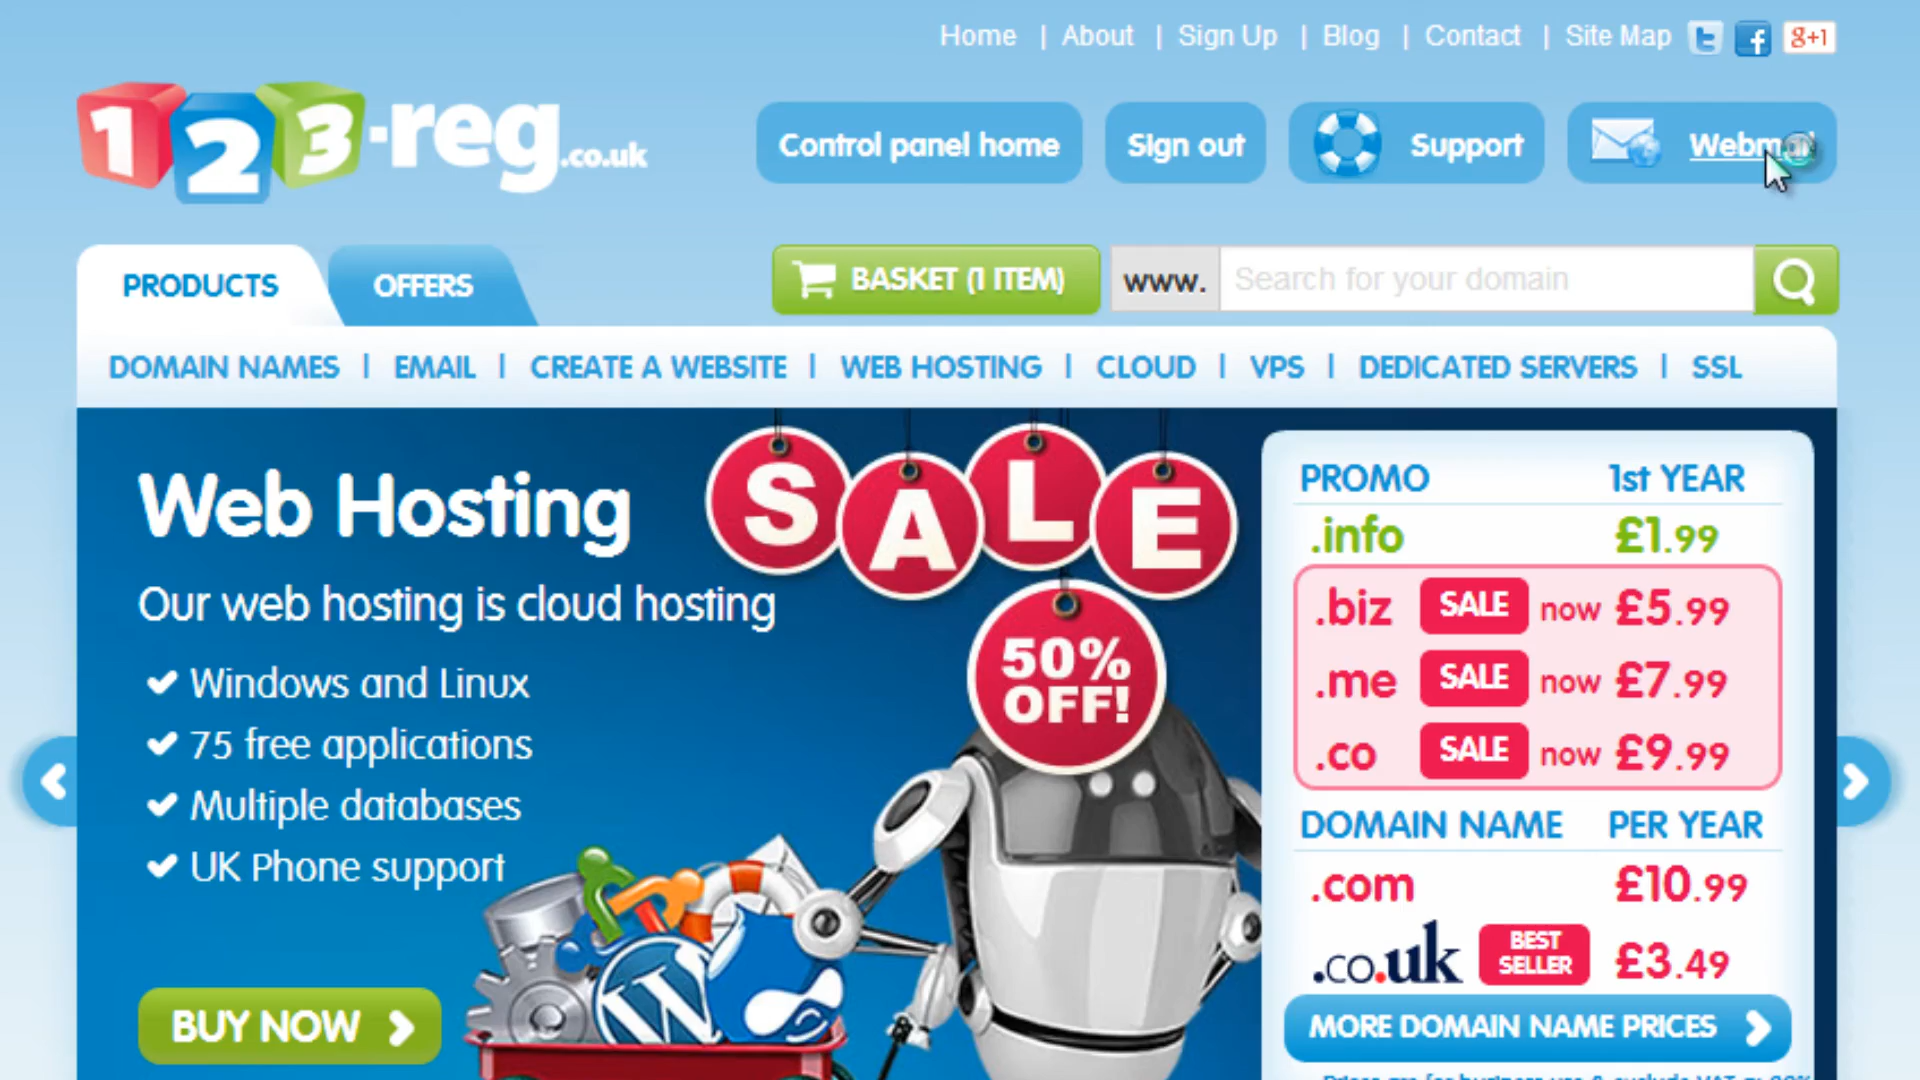 Home | About | Sign Up | Blog | Contact | Site Map g+1
123-reg.co.uk
Control panel home Sign out Support
PRODUCTS OFFERS BASKET (1 ITEM) www. Search for your domain
DOMAIN NAMES | EMAIL | CREATE A WEBSITE | WEB HOSTING | CLOUD | VPS | DEDICATED SERVERS | SSL
Web Hosting
Our web hosting is cloud hosting
Windows and Linux
75 free applications
Multiple databases
UK Phone support
BUY NOW
SALE
50%
OFF!
PROMO 1st YEAR
.info £1.99
.biz SALE now £5.99
.me SALE now £7.99
.co SALE now £9.99
DOMAIN NAME PER YEAR
.com £10.99
.co.uk BEST SELLER £3.49
MORE DOMAIN NAME PRICES